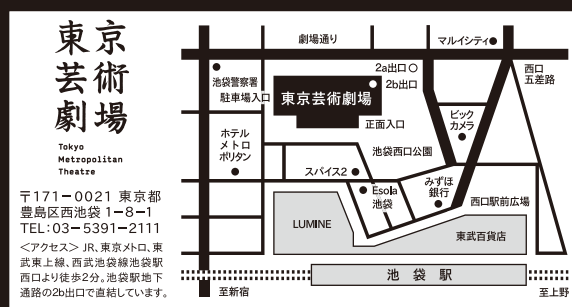 東京
芸術
劇場
Tokyo
Metropolitan
Theatre
〒171-0021 東京都
豊島区西池袋 1-8-1
TEL:03-5391-2111
<アクセス> JR、東京メトロ、東
武東上線、西武池袋線池袋駅
西口より徒歩2分。池袋駅地下
通路の2b出口で直結しています。
劇場通り
マルイシティ
2a出口
2b出口
西口
五差路
池袋警察署
駐車場入口
東京芸術劇場
正面入口
ビック
カメラ
ホテル
メトロ
ポリタン
池袋西口公園
スパイス2
Esola
池袋
みずほ
銀行
西口駅前広場
LUMINE
東武百貨店
池袋駅
至新宿
至上野